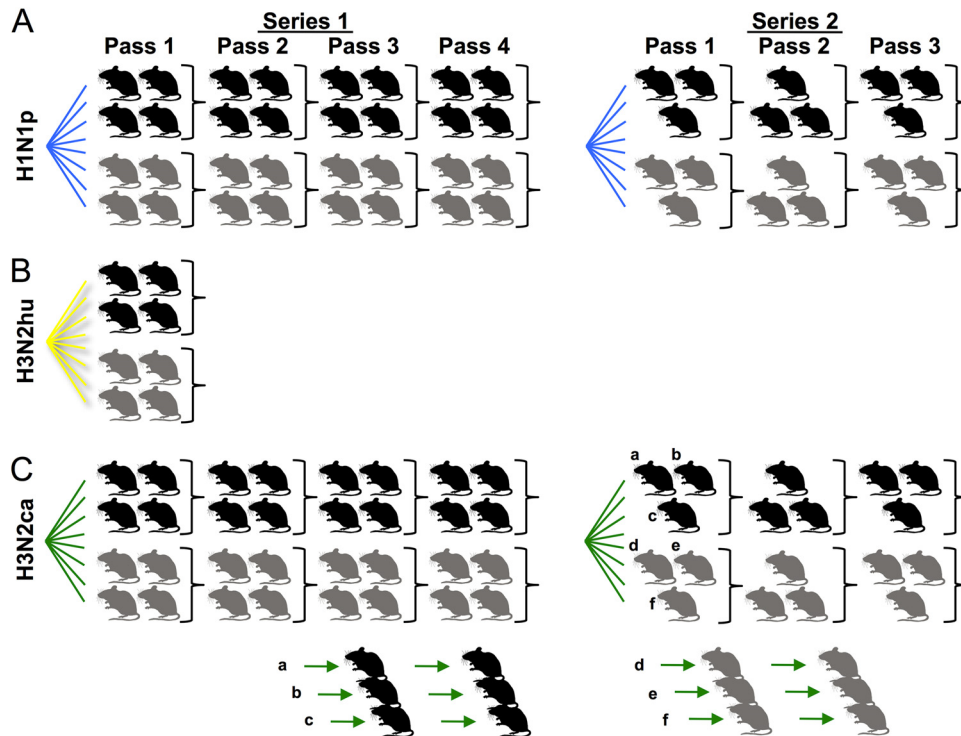 A
Series 1
Series 2
Pass 1 Pass 2 Pass 3 Pass 4
Pass 1 Pass 2 Pass 3
H1N1p
B
H3N2hu
C
H3N2ca
a b
c
d e
f
a
b
c
d
e
f